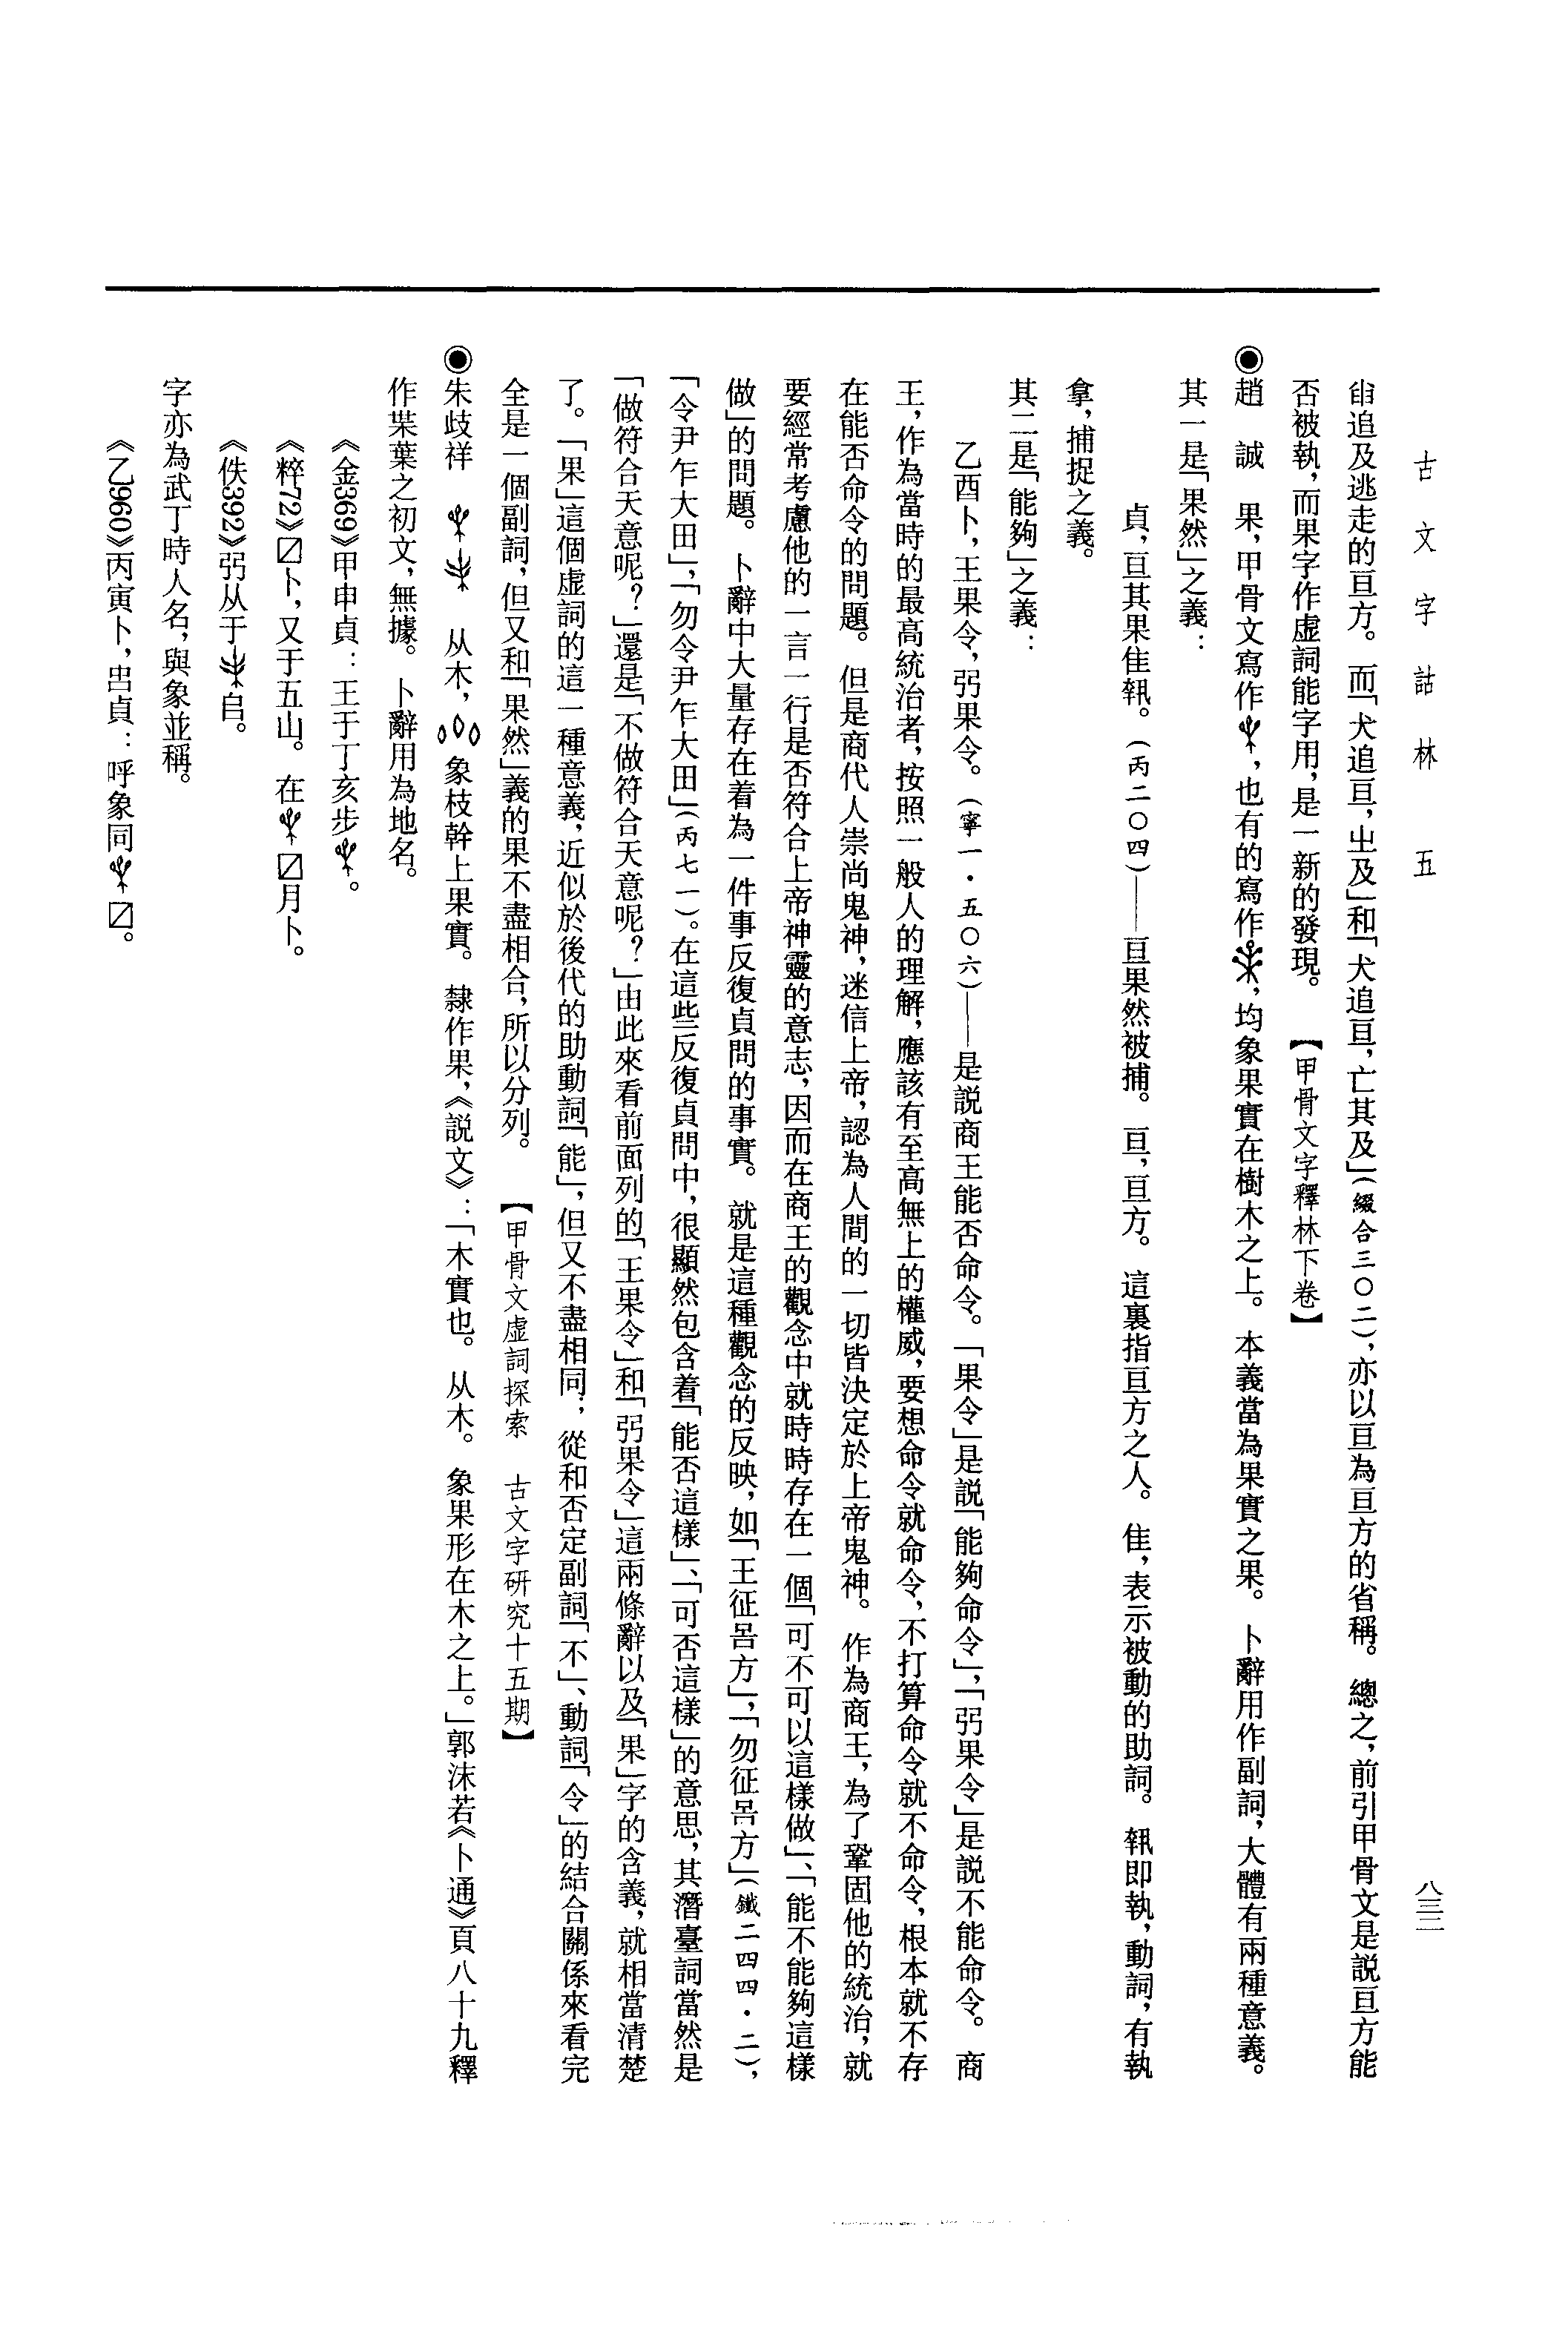 古文字詁林 五
八三二
𠂤追及逃走的亘方。而「犬追亘，㞢及」和「犬追亘，亡其及」(綴合三〇二)，亦以亘為亘方的省稱。總之，前引甲骨文是説亘方能
否被執，而果字作虛詞能字用，是一新的發現。　【甲骨文字釋林下卷】
◉趙　誠　果，甲骨文寫作，也有的寫作，均象果實在樹木之上。本義當為果實之果。卜辭用作副詞，大體有兩種意義。
其一是「果然」之義：
貞，亘其果隹𡘽。(丙二〇四)——亘果然被捕。亘，亘方。這裏指亘方之人。隹，表示被動的助詞。𡘽即執，動詞，有執
拿，捕捉之義。
其二是「能夠」之義：
乙酉卜，王果令，弜果令。(寧一·五〇六)——是説商王能否命令。「果令」是説「能夠命令」，「弜果令」是説不能命令。商
王，作為當時的最高統治者，按照一般人的理解，應該有至高無上的權威，要想命令就命令，不打算命令就不命令，根本就不存
在能否命令的問題。但是商代人崇尚鬼神，迷信上帝，認為人間的一切皆決定於上帝鬼神。作為商王，為了鞏固他的統治，就
要經常考慮他的一言一行是否符合上帝神靈的意志，因而在商王的觀念中就時時存在一個「可不可以這樣做」、「能不能夠這樣
做」的問題。卜辭中大量存在着為一件事反復貞問的事實。就是這種觀念的反映，如「王征𢀛方」，「勿征𢀛方」(鐵二四四·二)，
「令尹乍大田」，「勿令尹乍大田」(丙七一)。在這些反復貞問中，很顯然包含着「能否這樣」、「可否這樣」的意思，其潛臺詞當然是
「做符合天意呢？」還是「不做符合天意呢？」由此來看前面列的「王果令」和「弜果令」這兩條辭以及「果」字的含義，就相當清楚
了。「果」這個虛詞的這一種意義，近似於後代的助動詞「能」，但又不盡相同；從和否定副詞「不」、動詞「令」的結合關係來看完
全是一個副詞，但又和「果然」義的果不盡相合，所以分列。　【甲骨文虛詞探索　古文字研究十五期】
◉朱歧祥　从木，象枝幹上果實。隸作果，《説文》：「木實也。从木。象果形在木之上。」郭沫若《卜通》頁八十九釋
作枼葉之初文，無據。卜辭用為地名。
《金369》甲申貞：王于丁亥步。
《粹72》☑卜，又于五山。在☑月卜。
《佚392》弜从于𠂤。
字亦為武丁時人名，與象並稱。
《乙960》丙寅卜，㞢貞：呼象同☑。